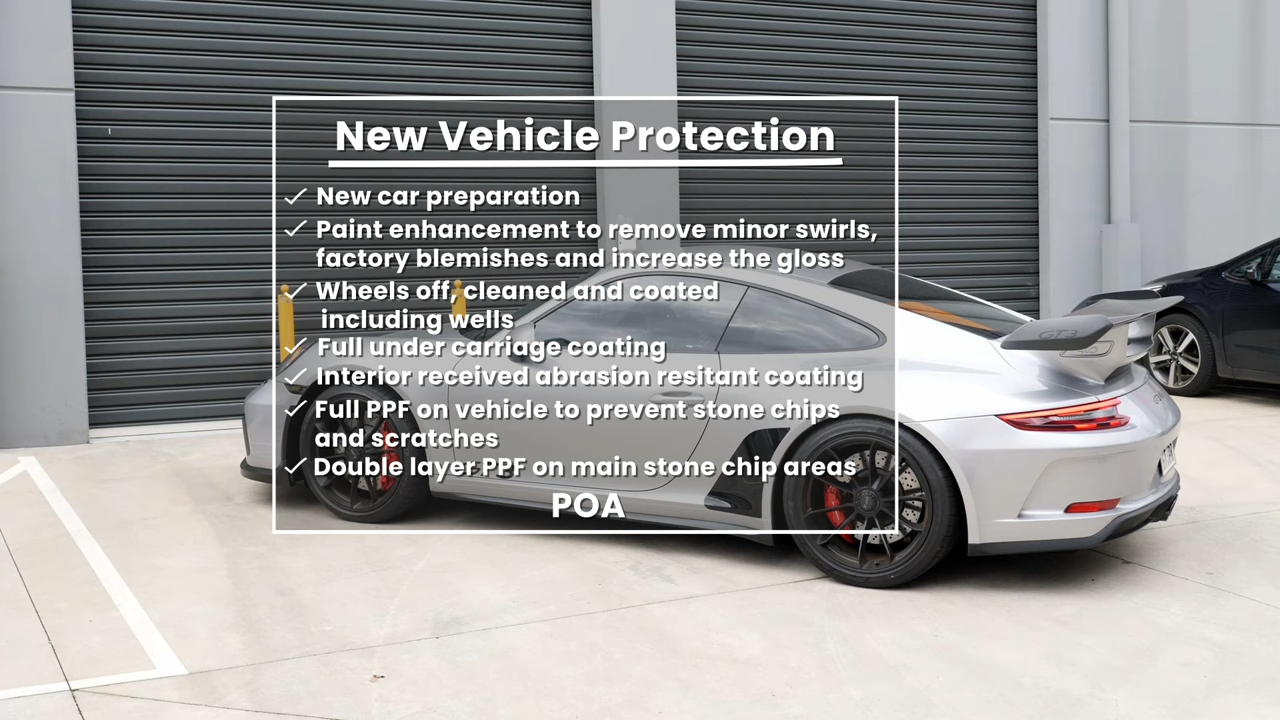 New Vehicle Protection
New car preparation
Paint enhancement to remove minor swirls,
factory blemishes and increase the gloss
Wheels off, cleaned and coated
including wells
Full under carriage coating
Interior received abrasion resitant coating
Full PPF on vehicle to prevent stone chips
and scratches
Double layer PPF on main stone chip areas
POA
GT3